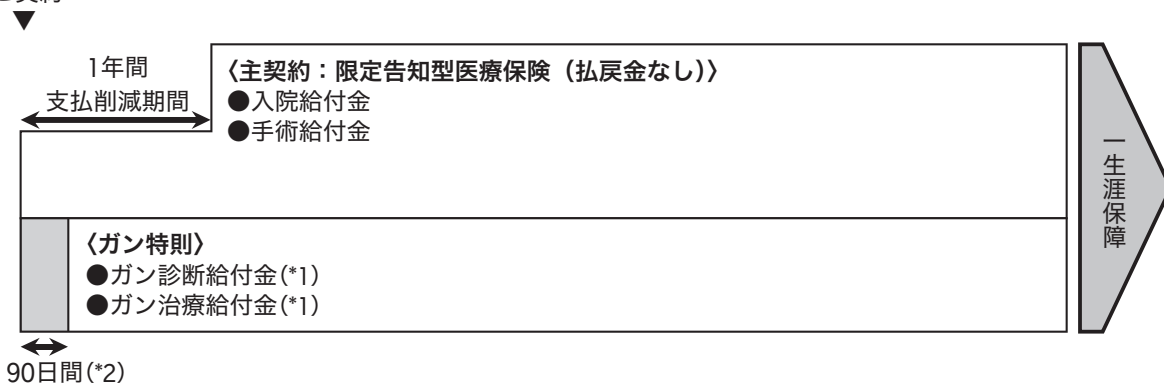 ▼
1年間
支払削減期間
〈主契約：限定告知型医療保険（払戻金なし）〉
●入院給付金
●手術給付金
〈ガン特則〉
●ガン診断給付金(*1)
●ガン治療給付金(*1)
90日間(*2)
一生涯保障